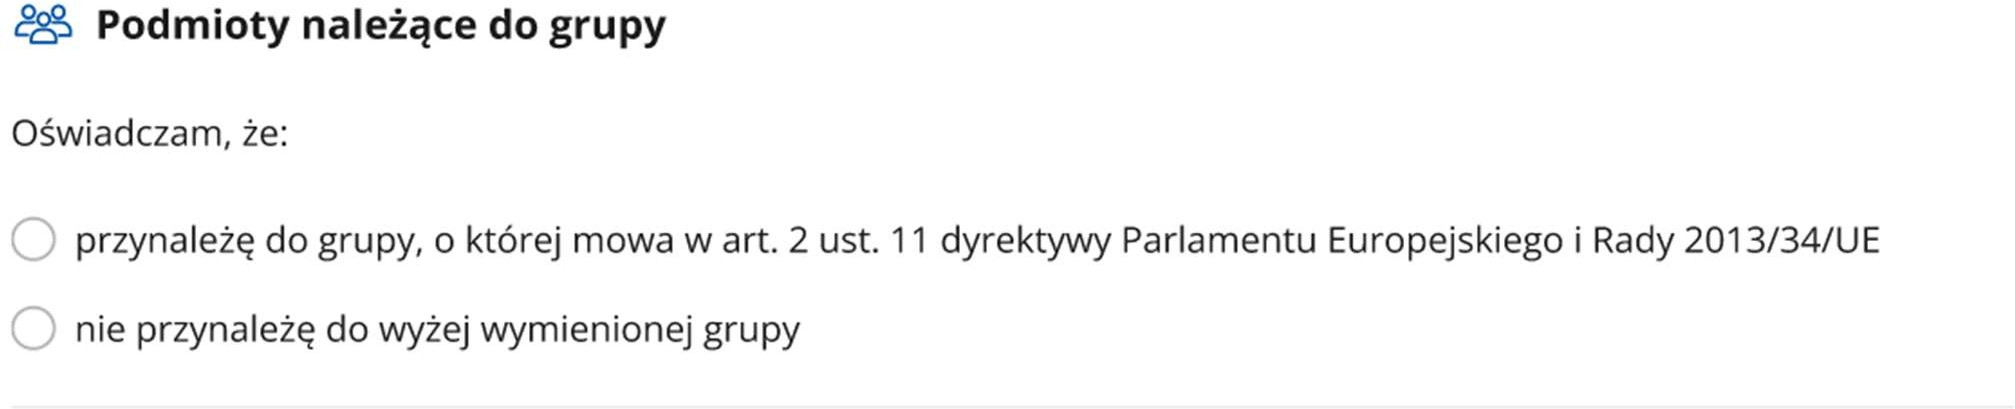 Podmioty należące do grupy
Oświadczam, że:
przynależę do grupy, o której mowa w art. 2 ust. 11 dyrektywy Parlamentu Europejskiego i Rady 2013/34/UE
nie przynależę do wyżej wymienionej grupy